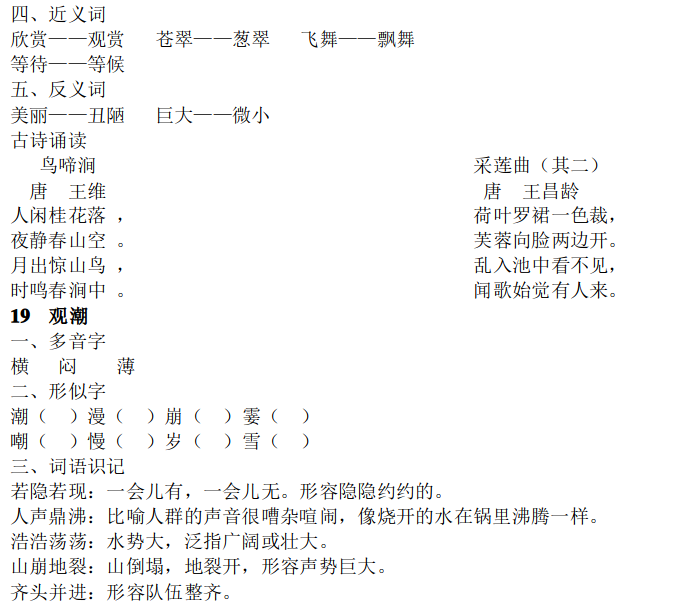 四、近义词
欣赏——观赏 苍翠——葱翠 飞舞——飘舞
等待——等候
五、反义词
美丽——丑陋 巨大——微小
古诗诵读
鸟啼涧 采莲曲（其二）
唐 王维 唐 王昌龄
人闲桂花落 ， 荷叶罗裙一色裁，
夜静春山空 。 芙蓉向脸两边开。
月出惊山鸟 ， 乱入池中看不见，
时鸣春涧中 。 闻歌始觉有人来。
19 观潮
一、多音字
横 闷 薄
二、形似字
潮（ ）漫（ ）崩（ ）霎（ ）
嘲（ ）慢（ ）岁（ ）雪（ ）
三、词语识记
若隐若现：一会儿有，一会儿无。形容隐隐约约的。
人声鼎沸：比喻人群的声音很嘈杂喧闹，像烧开的水在锅里沸腾一样。
浩浩荡荡：水势大，泛指广阔或壮大。
山崩地裂：山倒塌，地裂开，形容声势巨大。
齐头并进：形容队伍整齐。